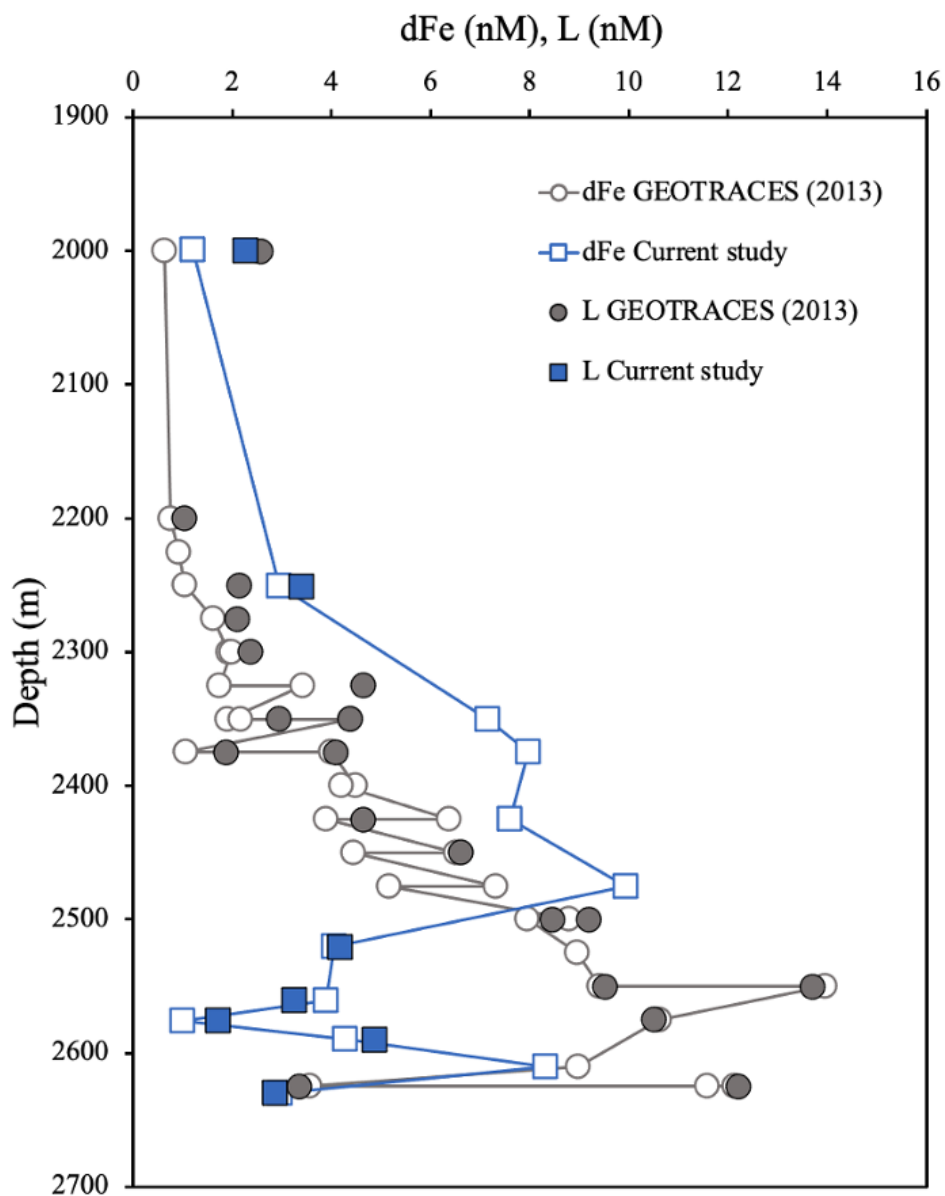 dFe (nM), L (nM)
0 2 4 6 8 10 12 14 16
1900
dFe GEOTRACES (2013)
2000
dFe Current study
L GEOTRACES (2013)
2100
L Current study
2200
2300
Depth (m)
2400
2500
2600
2700